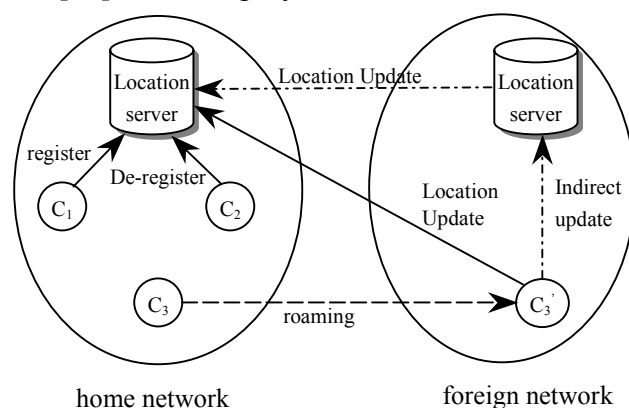 Location
server
Location Update
Location
server
register
De-register
Location
Update
Indirect
update
C1
C2
C3
C3'
roaming
home network
foreign network